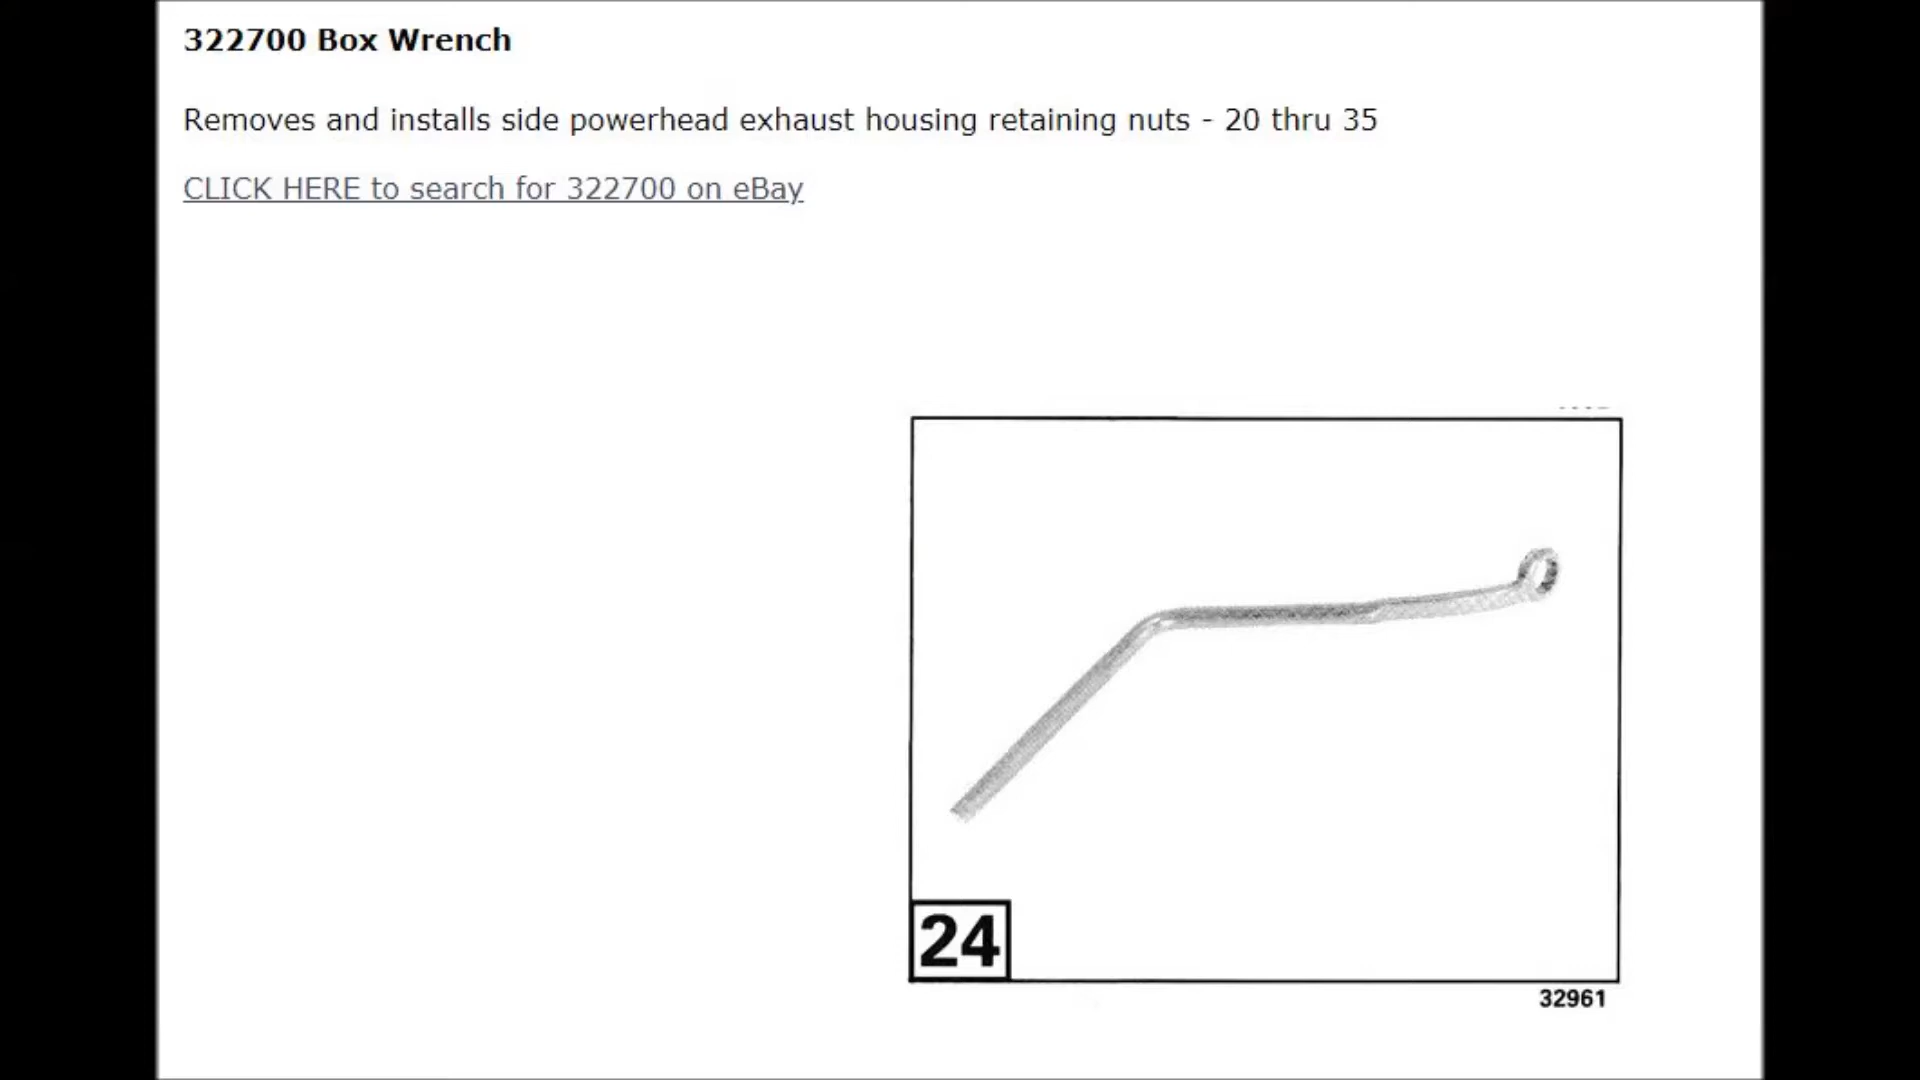 322700 Box Wrench
Removes and installs side powerhead exhaust housing retaining nuts - 20 thru 35
CLICK HERE to search for 322700 on eBay
24
32961